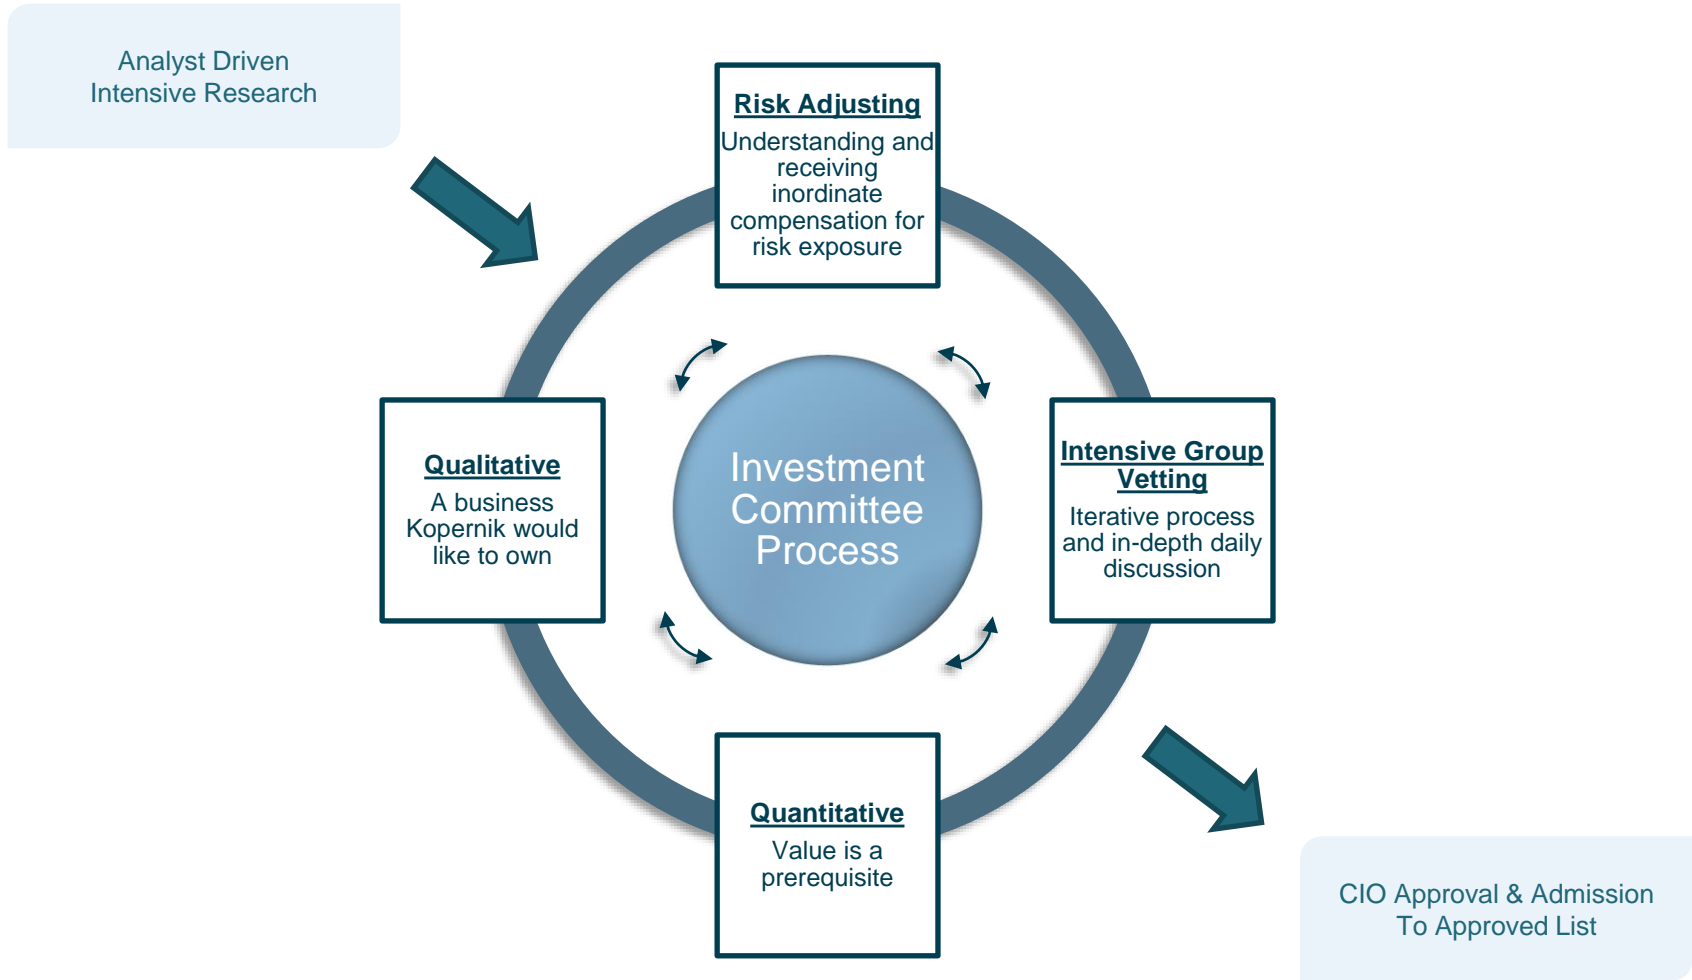 Analyst Driven
Intensive Research
Risk Adjusting
Understanding and
receiving
inordinate
compensation for
risk exposure
Qualitative
A business
Kopernik would
like to own
Investment
Committee
Process
Intensive Group
Vetting
Iterative process
and in-depth daily
discussion
Quantitative
Value is a
prerequisite
CIO Approval & Admission
To Approved List